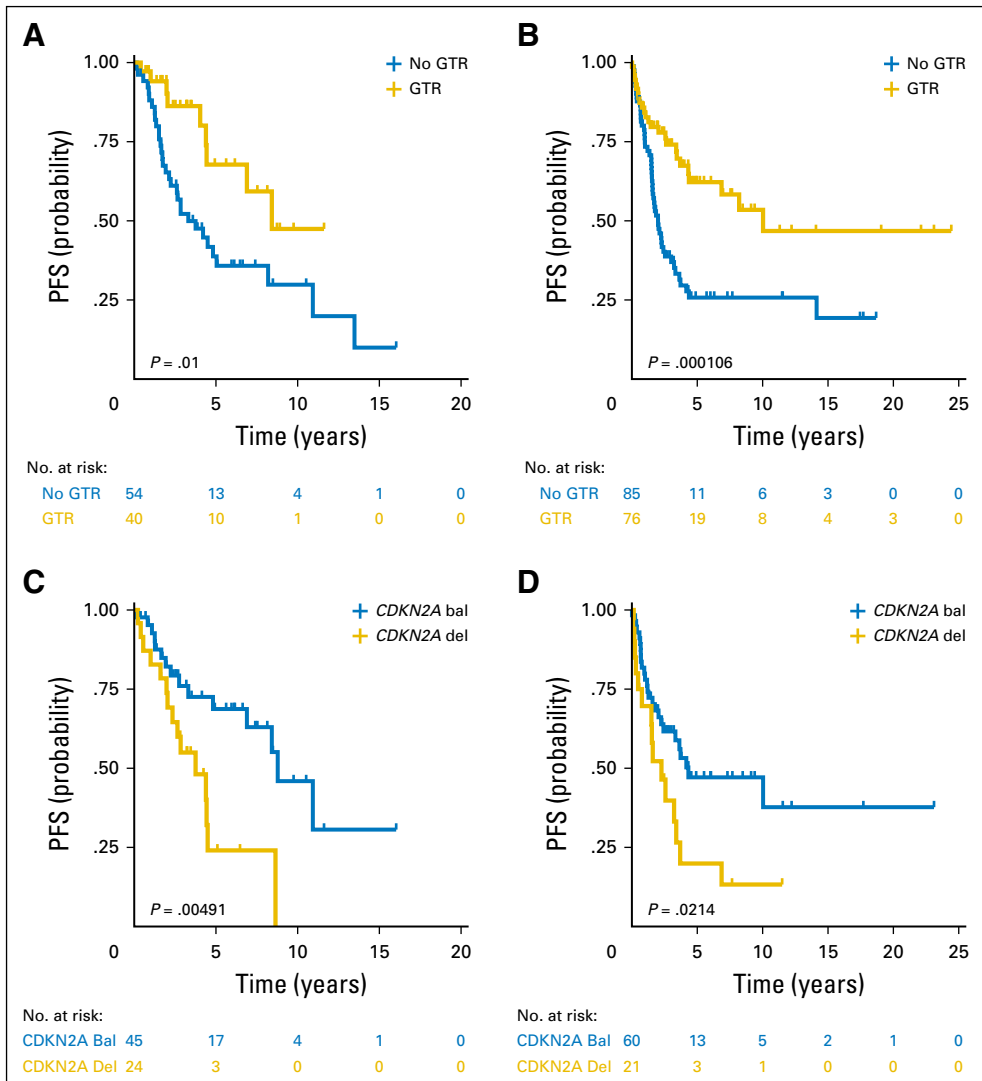 A
No GTR
GTR
1.00
.75
.50
.25
PFS (probability)
P = .01
0 5 10 15 20
Time (years)
No. at risk:
No GTR 54 13 4 1 0
GTR 40 10 1 0 0
B
No GTR
GTR
1.00
.75
.50
.25
PFS (probability)
P = .000106
0 5 10 15 20 25
Time (years)
No. at risk:
No GTR 85 11 6 3 0 0
GTR 76 19 8 4 3 0
C
CDKN2A bal
CDKN2A del
1.00
.75
.50
.25
PFS (probability)
P = .00491
0 5 10 15 20
Time (years)
No. at risk:
CDKN2A Bal 45 17 4 1 0
CDKN2A Del 24 3 0 0 0
D
CDKN2A bal
CDKN2A del
1.00
.75
.50
.25
PFS (probability)
P = .0214
0 5 10 15 20 25
Time (years)
No. at risk:
CDKN2A Bal 60 13 5 2 1 0
CDKN2A Del 21 3 1 0 0 0